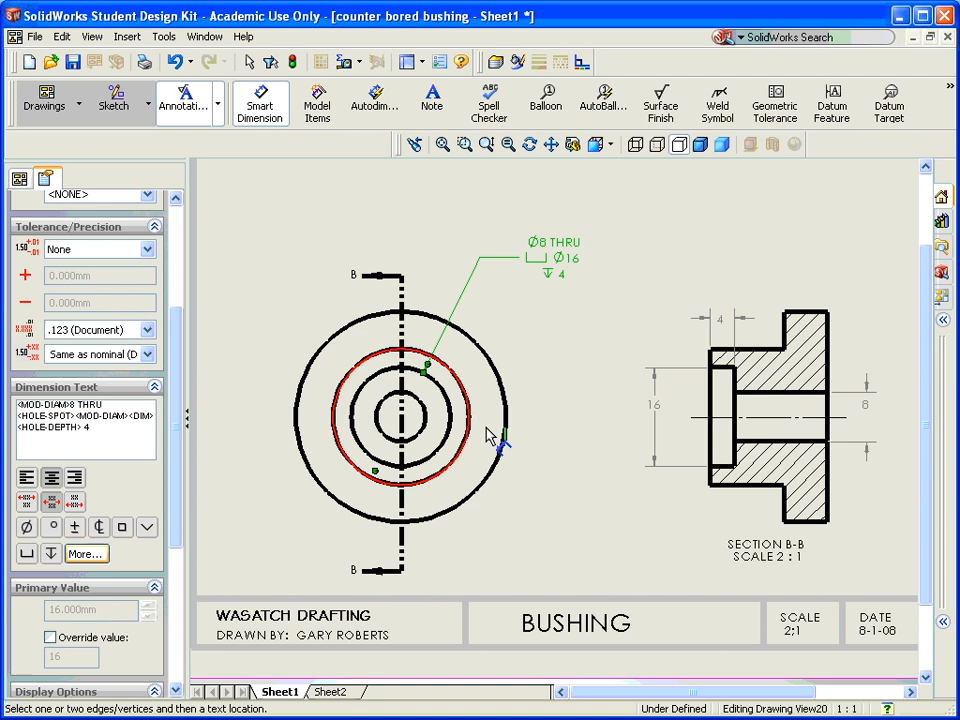 SolidWorks Student Design Kit - Academic Use Only - [counter bored bushing - Sheet1 *]
File Edit View Insert Tools Window Help
SolidWorks Search
Drawings Sketch Annotati... Smart Dimension Model Items Autodim... Note Spell Checker Balloon AutoBall... Surface Finish Weld Symbol Geometric Tolerance Datum Feature Datum Target
<NONE>
Tolerance/Precision
None
0.000mm
0.000mm
.123 (Document)
Same as nominal (D
Dimension Text
<MOD-DIAM>8 THRU
<HOLE-SPOT><MOD-DIAM><DIM>
<HOLE-DEPTH> 4
More...
Primary Value
16.000mm
Override value:
16
Display Options
Ø8 THRU
⌴ Ø16
↧ 4
B
B
4
16
8
SECTION B-B
SCALE 2 : 1
WASATCH DRAFTING
DRAWN BY: GARY ROBERTS
BUSHING
SCALE
2;1
DATE
8-1-08
Sheet1 Sheet2
Select one or two edges/vertices and then a text location.
Under Defined
Editing Drawing View20
1 : 1